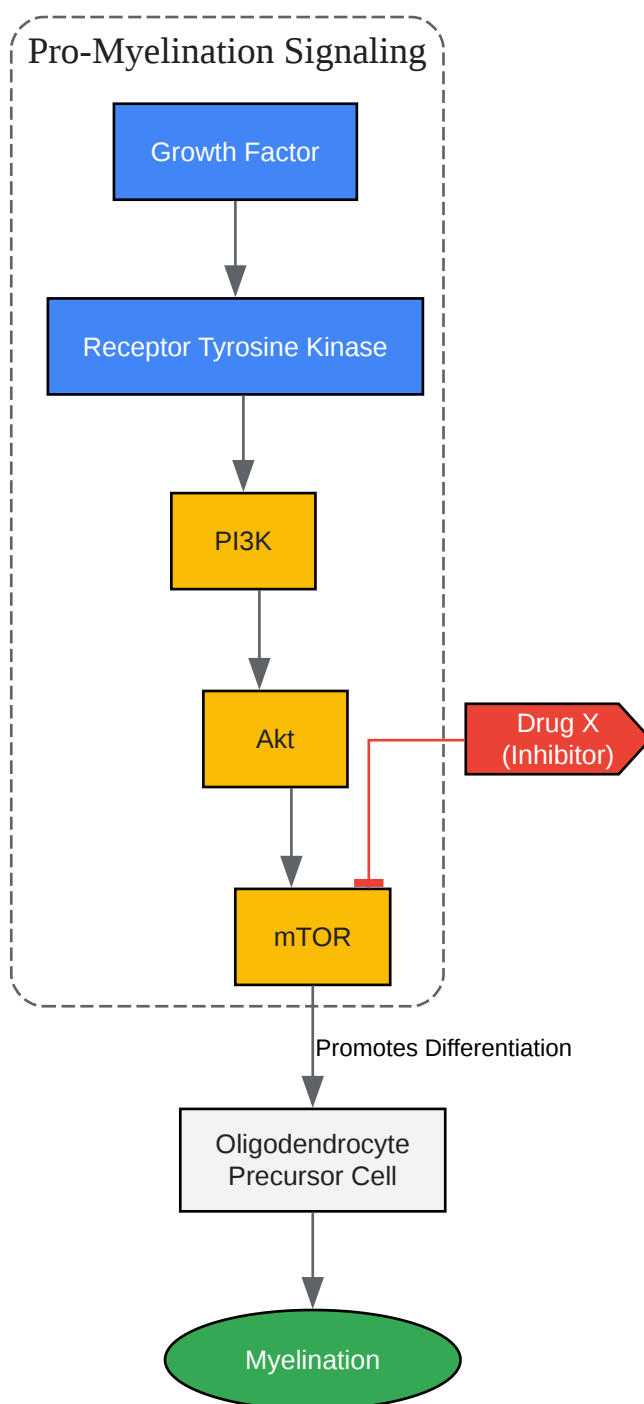 Pro-Myelination Signaling
Growth Factor
Receptor Tyrosine Kinase
PI3K
Akt
Drug X
(Inhibitor)
mTOR
Promotes Differentiation
Oligodendrocyte
Precursor Cell
Myelination